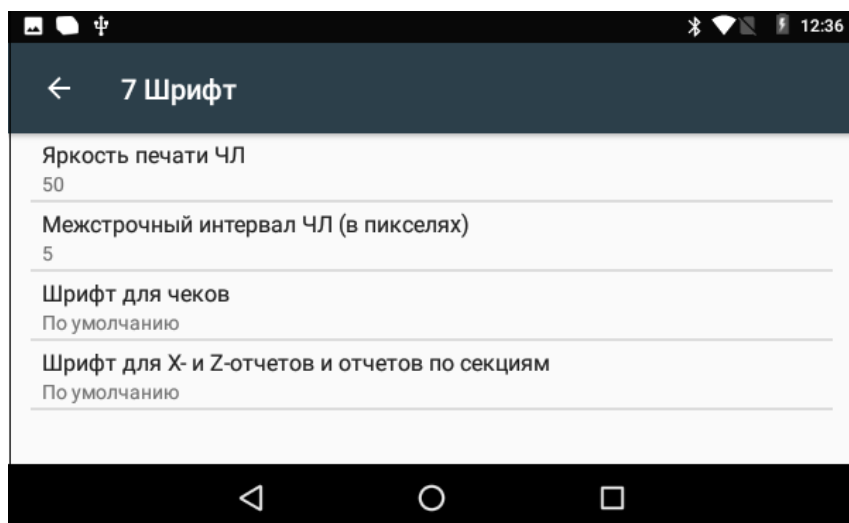 12:36
7 Шрифт
Яркость печати ЧЛ
50
Межстрочный интервал ЧЛ (в пикселях)
5
Шрифт для чеков
По умолчанию
Шрифт для X- и Z-отчетов и отчетов по секциям
По умолчанию